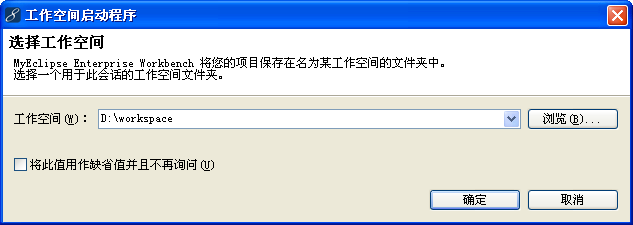 工作空间启动程序
选择工作空间
MyEclipse Enterprise Workbench 将您的项目保存在名为某工作空间的文件夹中。
选择一个用于此会话的工作空间文件夹。
工作空间(W)： D:\workspace 浏览(B)...
将此值用作缺省值并且不再询问(U)
确定 取消